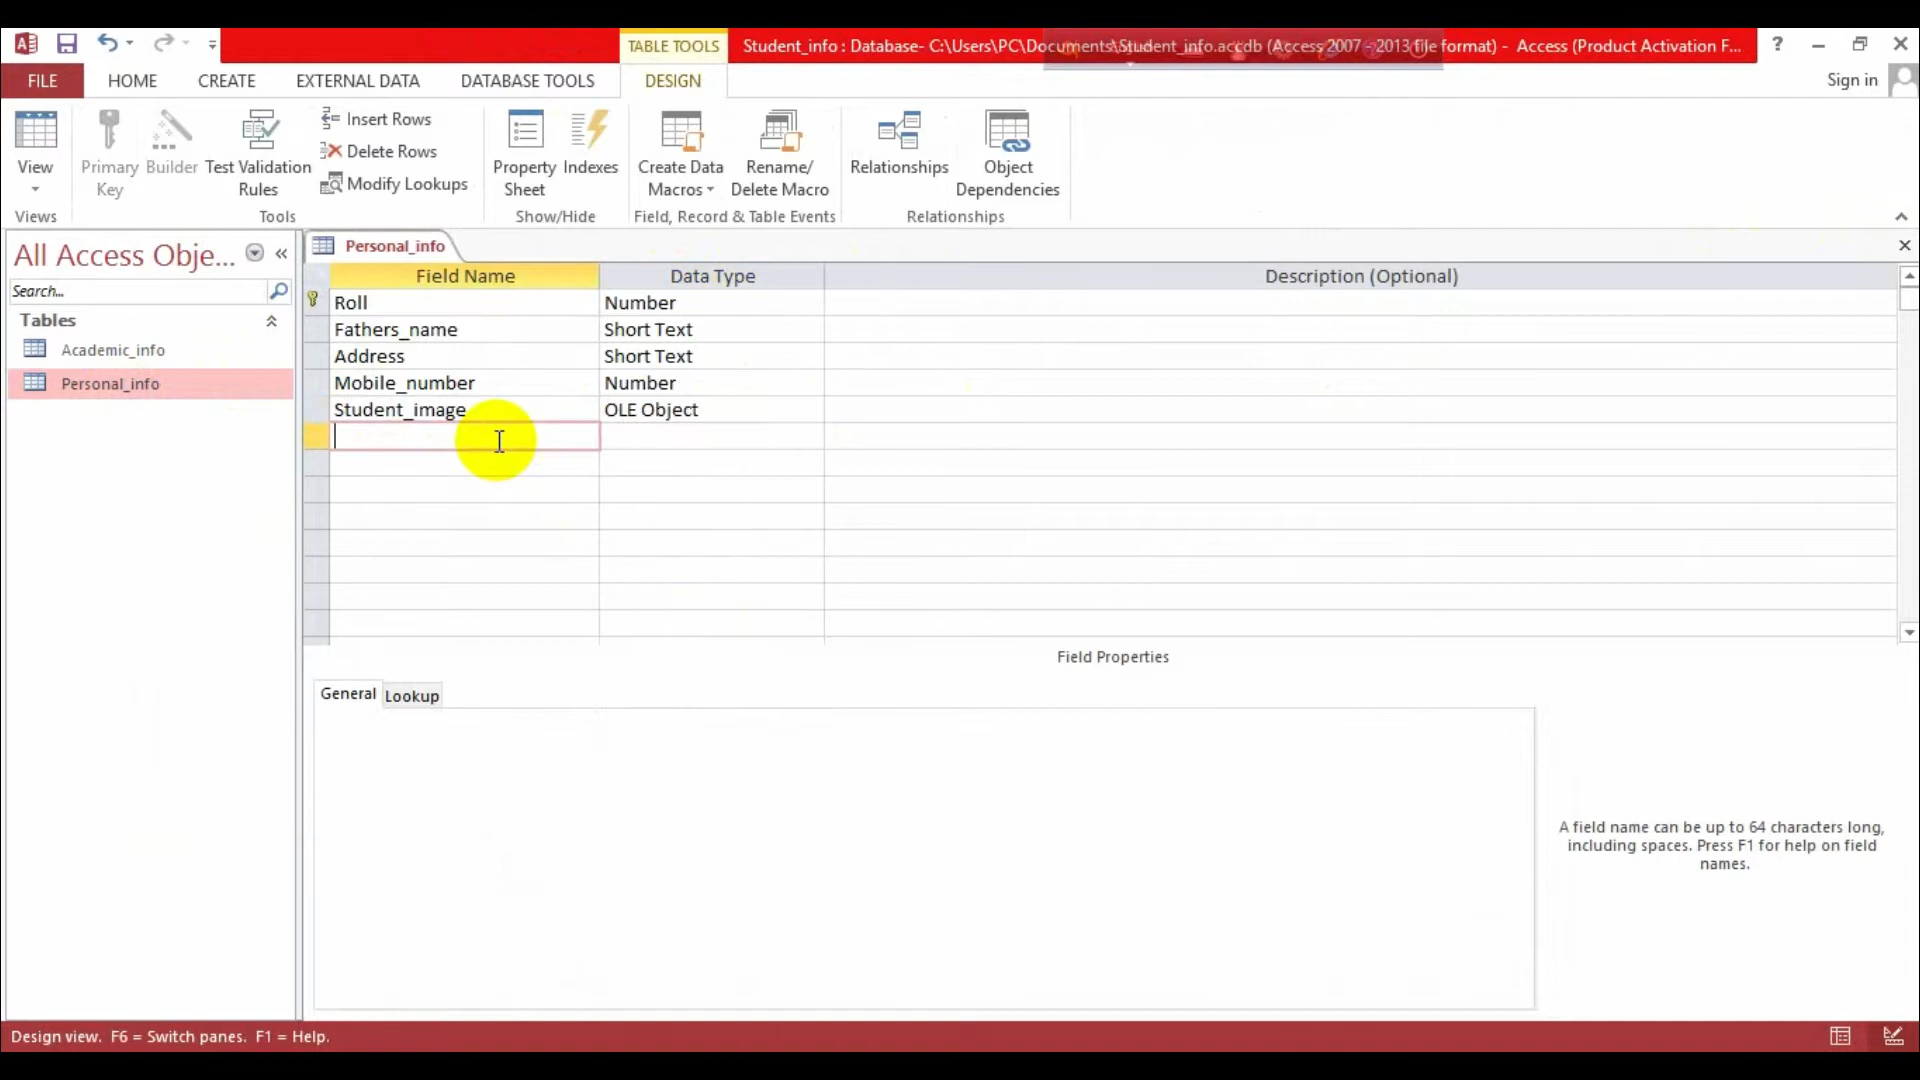 TABLE TOOLS
Student_info : Database- C:\Users\PC\Documents\Student_info.accdb (Access 2007 - 2013 file format) - Access (Product Activation F...
?
FILE
HOME
CREATE
EXTERNAL DATA
DATABASE TOOLS
DESIGN
Sign in
View
Primary
Key
Builder
Test Validation
Rules
Insert Rows
Delete Rows
Modify Lookups
Property
Sheet
Indexes
Create Data
Macros
Rename/
Delete Macro
Relationships
Object
Dependencies
Views
Tools
Show/Hide
Field, Record & Table Events
Relationships
All Access Obje... «
Search...
Tables
Academic_info
Personal_info
Personal_info
Field Name Data Type Description (Optional)
Roll Number
Fathers_name Short Text
Address Short Text
Mobile_number Number
Student_image OLE Object
Field Properties
General Lookup
A field name can be up to 64 characters long,
including spaces. Press F1 for help on field
names.
Design view. F6 = Switch panes. F1 = Help.